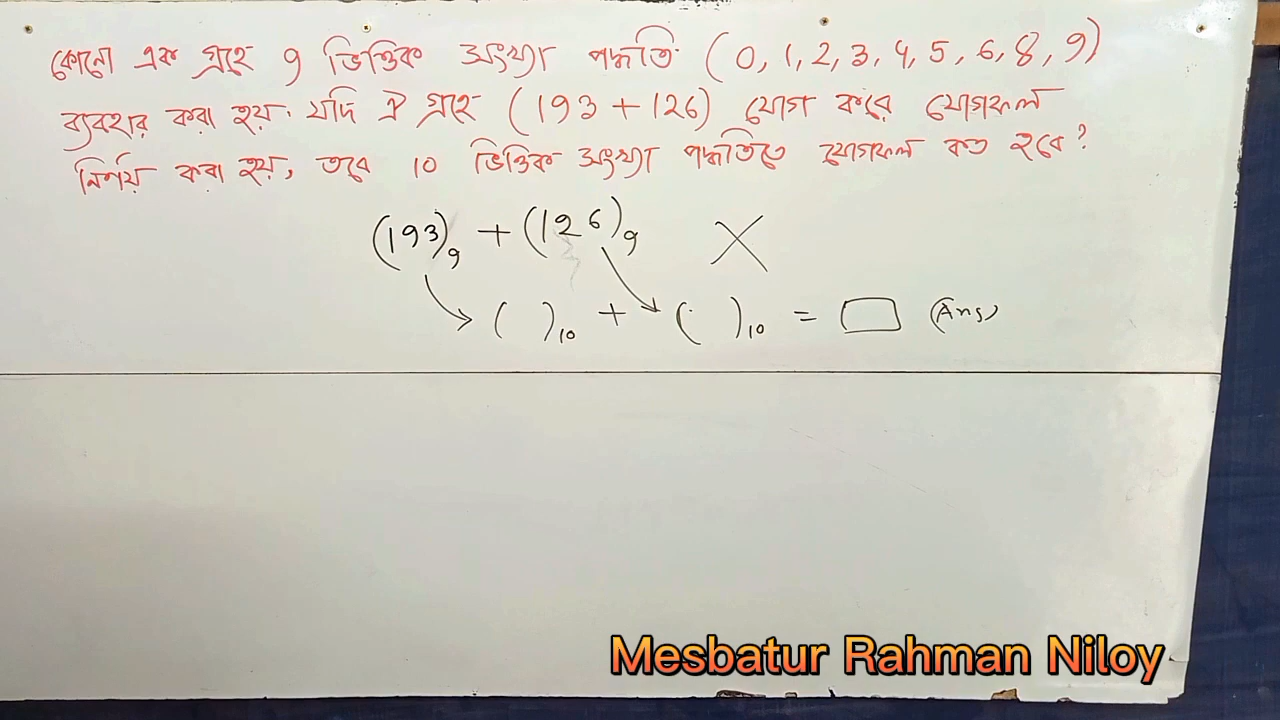 কোনো এক গ্রহে 9 ভিত্তিক সংখ্যা পদ্ধতি (0, 1, 2, 3, 4, 5, 6, 8, 9)
ব্যবহার করা হয়. যদি ঐ গ্রহে (193 + 126) যোগ করে যোগফল
নির্ণয় করা হয়, তবে 10 ভিত্তিক সংখ্যা পদ্ধতিতে যোগফল কত হবে?
(193)₉ + (126)₉ X
( )₁₀ + ( )₁₀ = □ (Ans)
Mesbatur Rahman Niloy